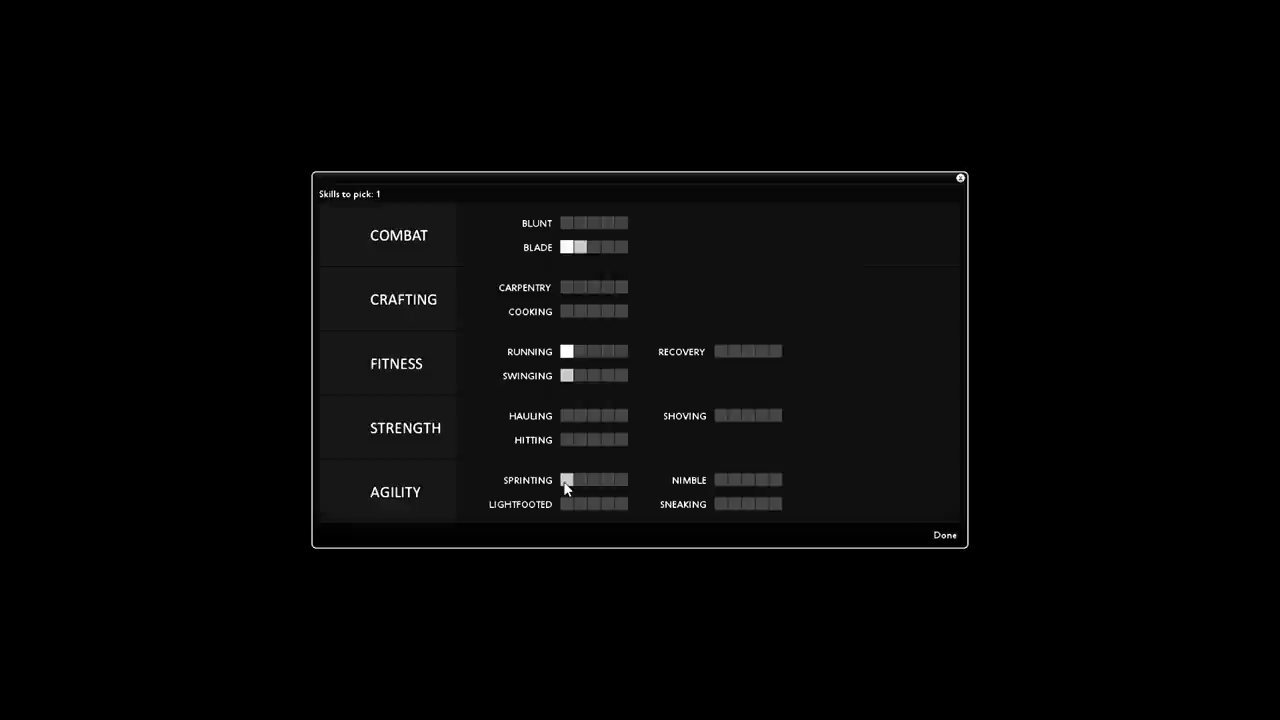 Skills to pick: 1
COMBAT
BLUNT
BLADE
CRAFTING
CARPENTRY
COOKING
FITNESS
RUNNING
RECOVERY
SWINGING
STRENGTH
HAULING
SHOVING
HITTING
AGILITY
SPRINTING
NIMBLE
LIGHTFOOTED
SNEAKING
Done